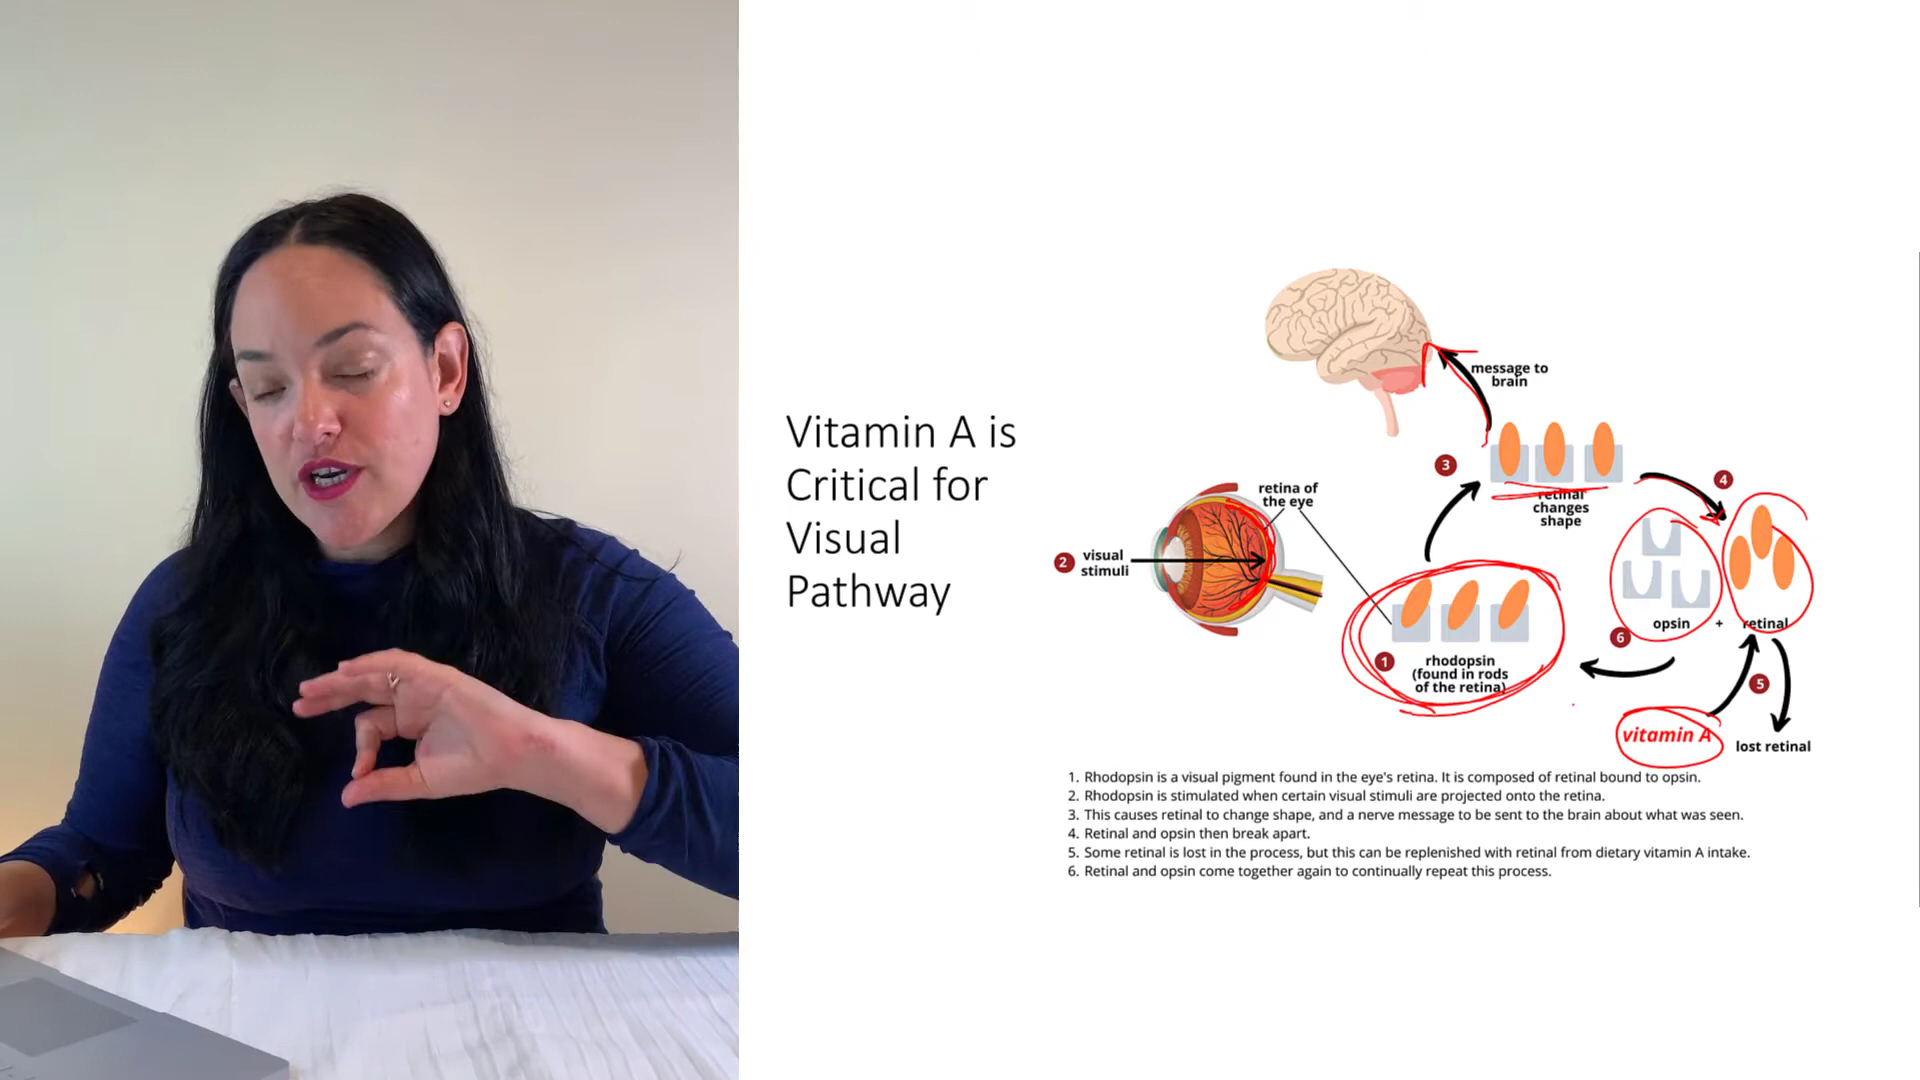 Vitamin A is
Critical for
Visual
Pathway
message to
brain
3
4
retinal
changes
shape
retina of
the eye
2
visual
stimuli
opsin
+
retinal
6
1
rhodopsin
(found in rods
of the retina)
5
vitamin A
lost retinal
1. Rhodopsin is a visual pigment found in the eye's retina. It is composed of retinal bound to opsin.
2. Rhodopsin is stimulated when certain visual stimuli are projected onto the retina.
3. This causes retinal to change shape, and a nerve message to be sent to the brain about what was seen.
4. Retinal and opsin then break apart.
5. Some retinal is lost in the process, but this can be replenished with retinal from dietary vitamin A intake.
6. Retinal and opsin come together again to continually repeat this process.